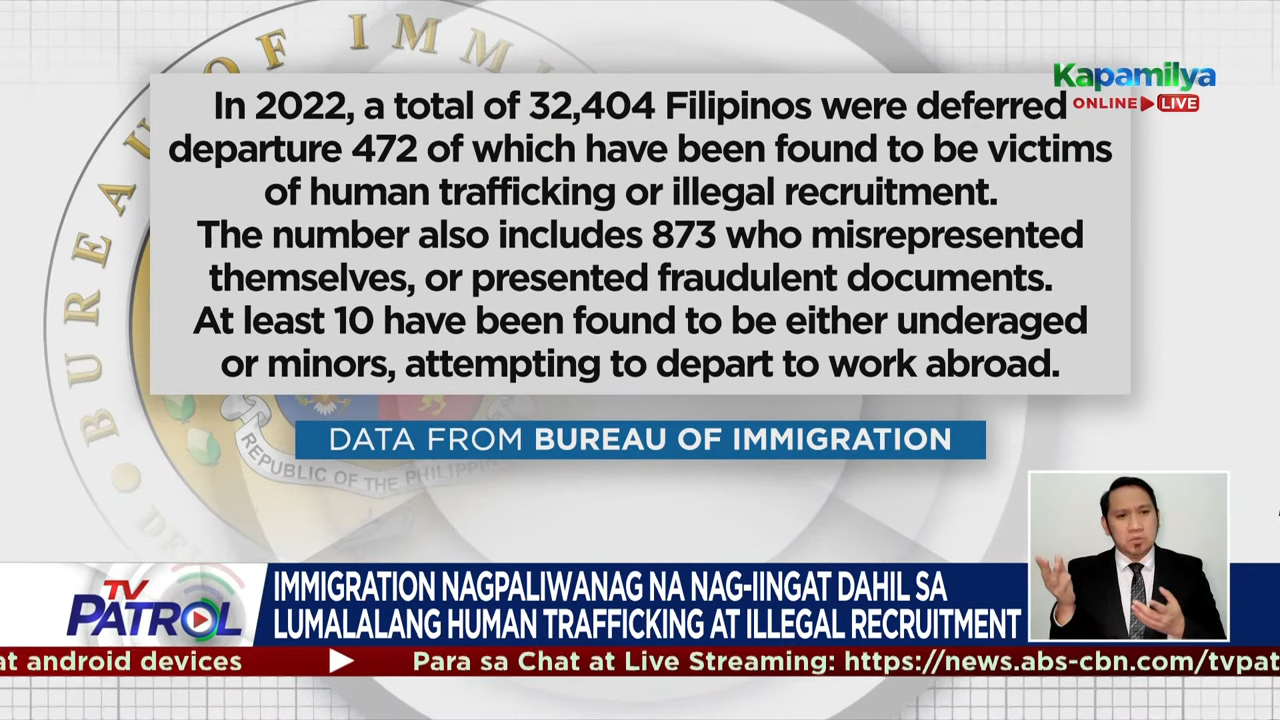 BUREAU OF IMMI
Kapamilya
ONLINE LIVE
In 2022, a total of 32,404 Filipinos were deferred
departure 472 of which have been found to be victims
of human trafficking or illegal recruitment.
The number also includes 873 who misrepresented
themselves, or presented fraudulent documents.
At least 10 have been found to be either underaged
or minors, attempting to depart to work abroad.
REPUBLIC OF THE PHILIPPIN
DATA FROM BUREAU OF IMMIGRATION
TV
PATROL
IMMIGRATION NAGPALIWANAG NA NAG-IINGAT DAHIL SA
LUMALALANG HUMAN TRAFFICKING AT ILLEGAL RECRUITMENT
at android devices Para sa Chat at Live Streaming: https://news.abs-cbn.com/tvpat